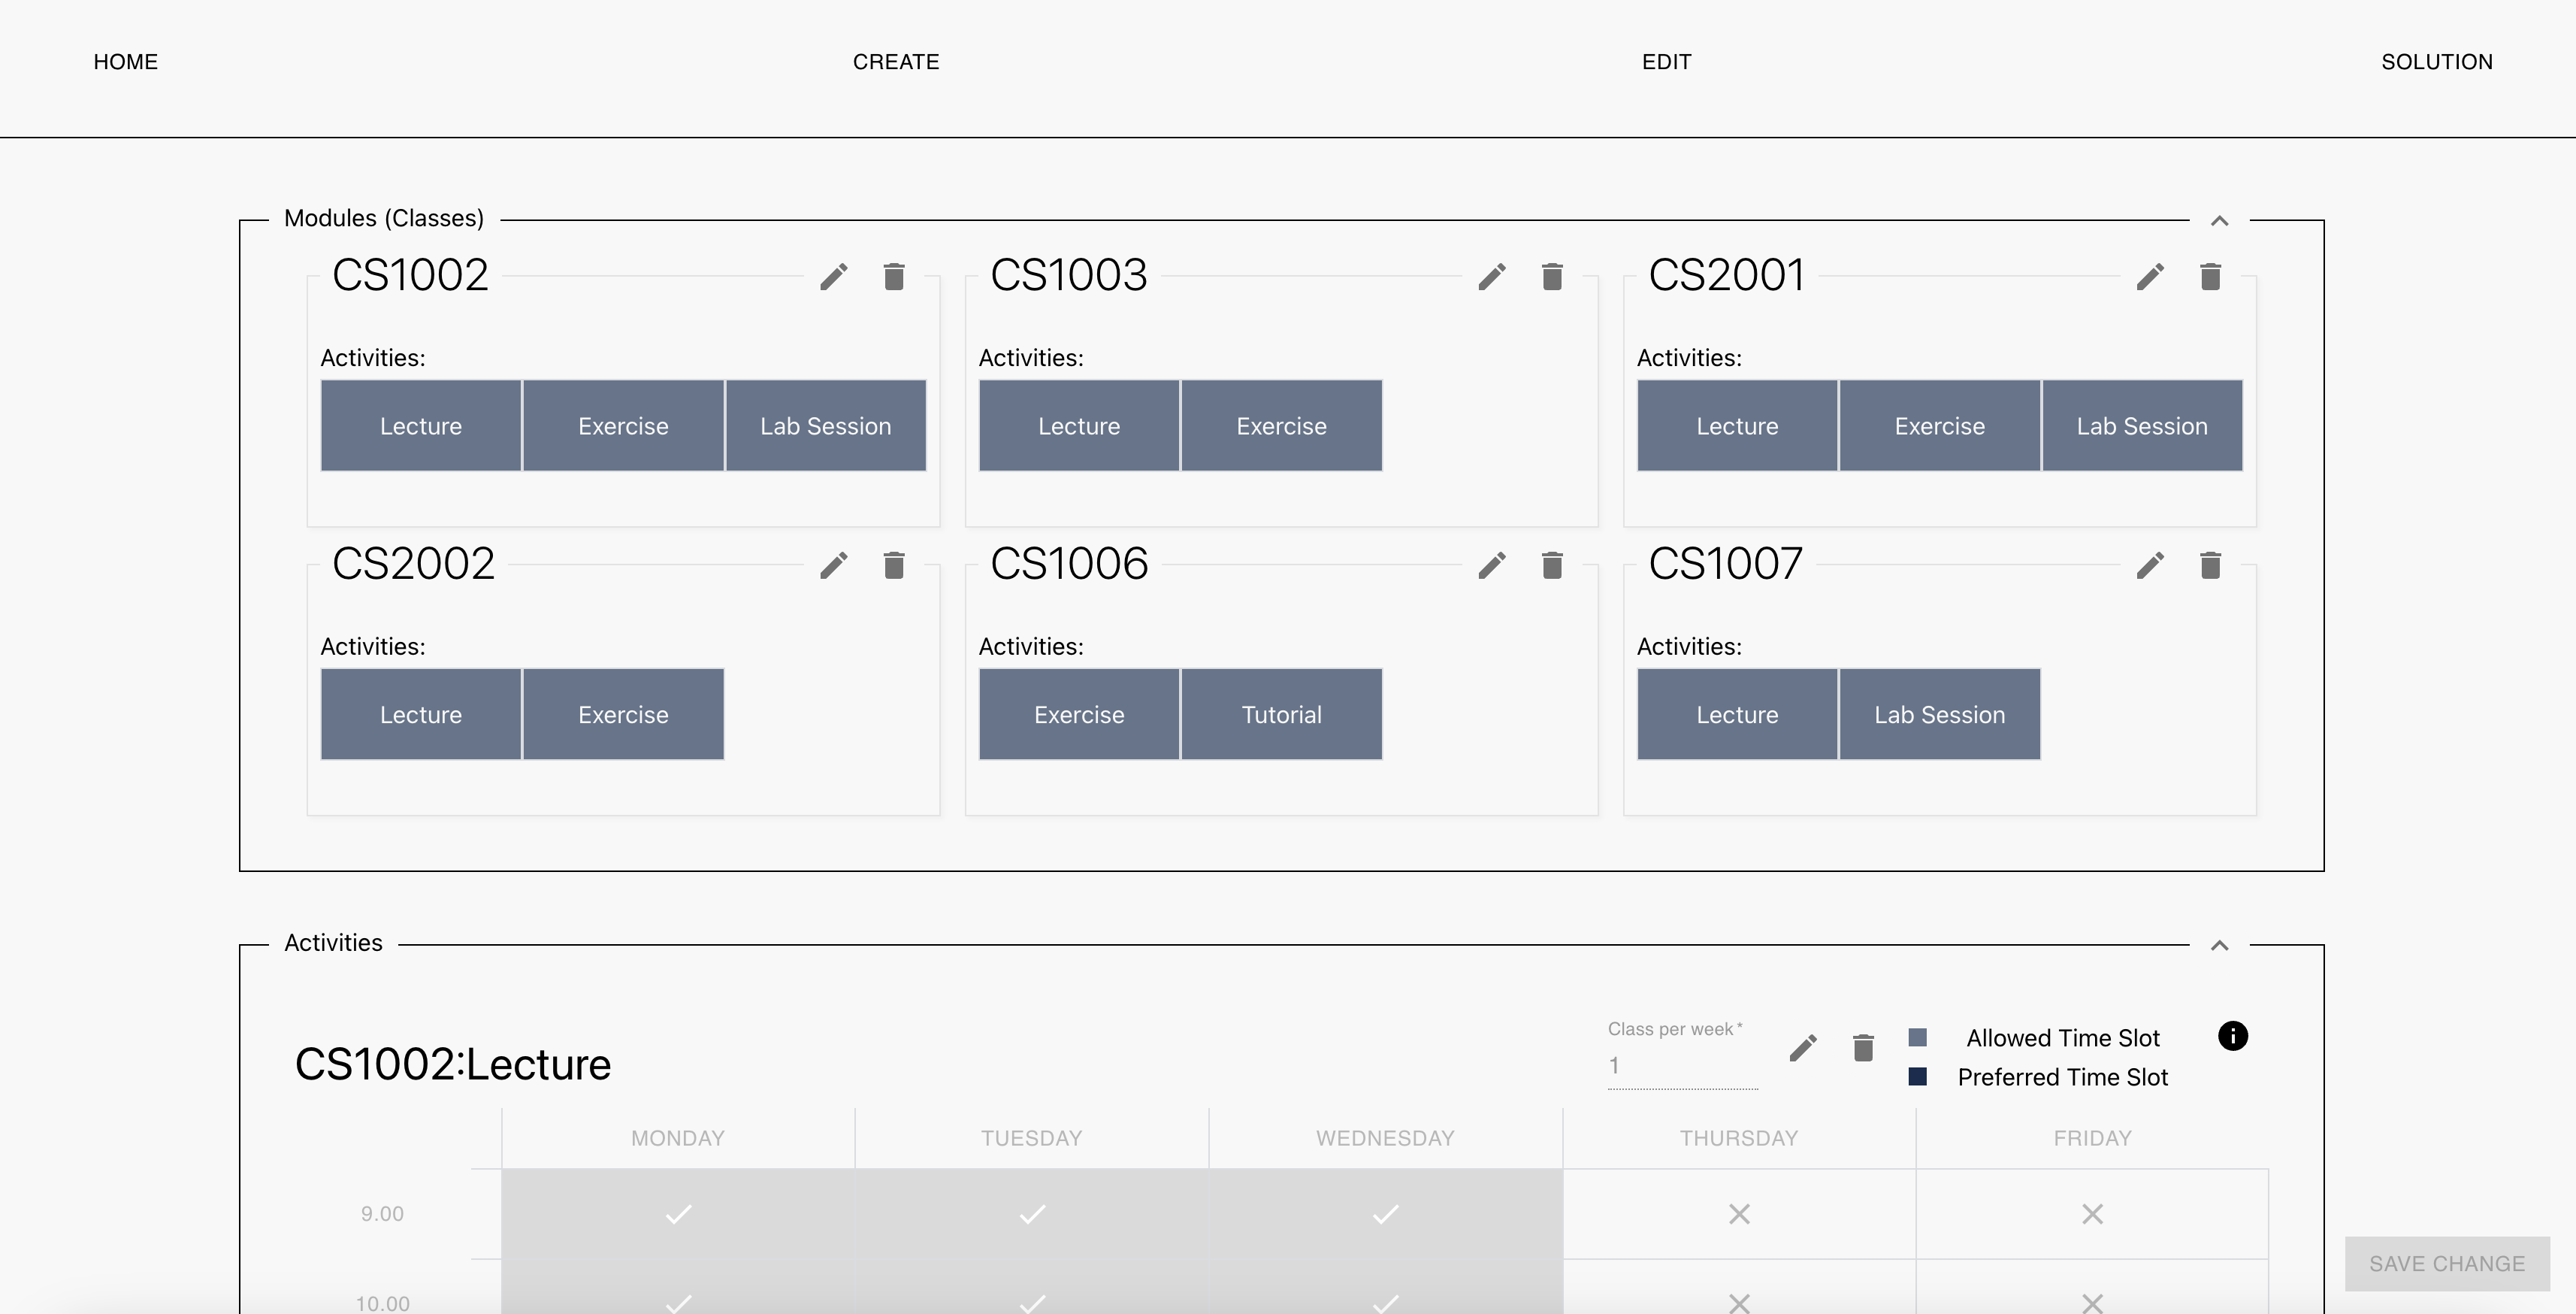 HOME CREATE EDIT SOLUTION
Modules (Classes)
CS1002 CS1003 CS2001
Activities: Activities: Activities:
Lecture Exercise Lab Session Lecture Exercise Lecture Exercise Lab Session
CS2002 CS1006 CS1007
Activities: Activities: Activities:
Lecture Exercise Exercise Tutorial Lecture Lab Session
Activities
Class per week *
Allowed Time Slot
CS1002:Lecture 1
Preferred Time Slot
MONDAY TUESDAY WEDNESDAY THURSDAY FRIDAY
9.00
SAVE CHANGE
10.00